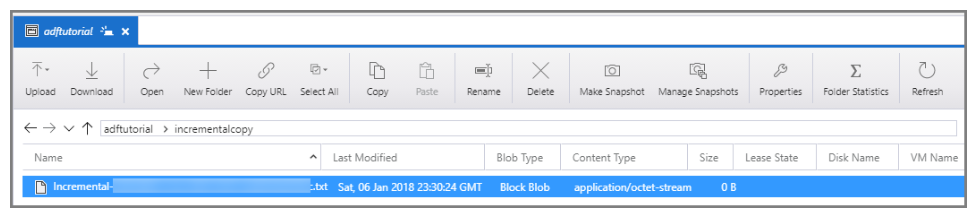 adftutorial
Upload Download Open New Folder Copy URL Select All Copy Paste Rename Delete Make Snapshot Manage Snapshots Properties Folder Statistics Refresh
adftutorial > incrementalcopy
Name Last Modified Blob Type Content Type Size Lease State Disk Name VM Name
Incremental- .txt Sat, 06 Jan 2018 23:30:24 GMT Block Blob application/octet-stream 0 B